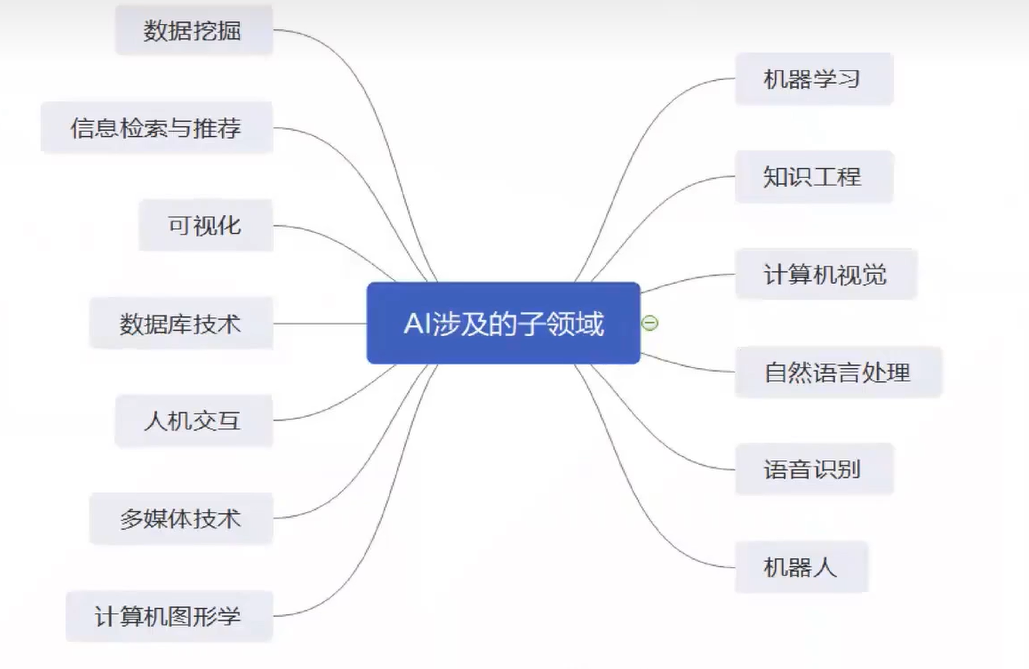 数据挖掘
信息检索与推荐
可视化
数据库技术
人机交互
多媒体技术
计算机图形学
AI涉及的子领域
机器学习
知识工程
计算机视觉
自然语言处理
语音识别
机器人